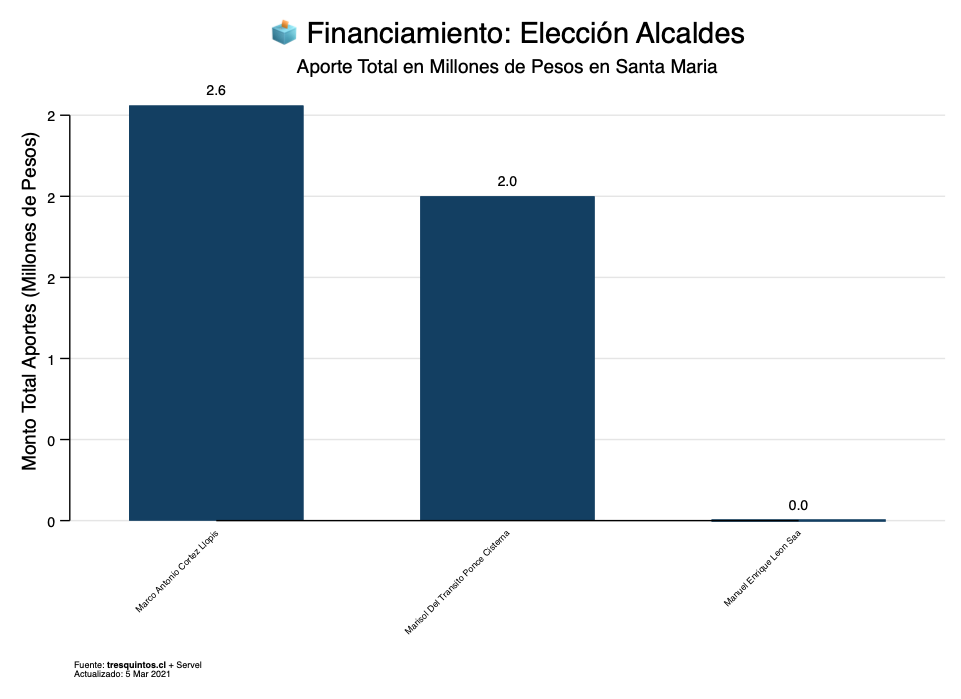 Financiamiento: Elección Alcaldes
Aporte Total en Millones de Pesos en Santa Maria
Monto Total Aportes (Millones de Pesos)
2
2
2
1
0
0
2.6
2.0
0.0
Marco Antonio Cortez Llopis
Marisol Del Transito Ponce Cisterna
Manuel Enrique Leon Saa
Fuente: tresquintos.cl + Servel
Actualizado: 5 Mar 2021